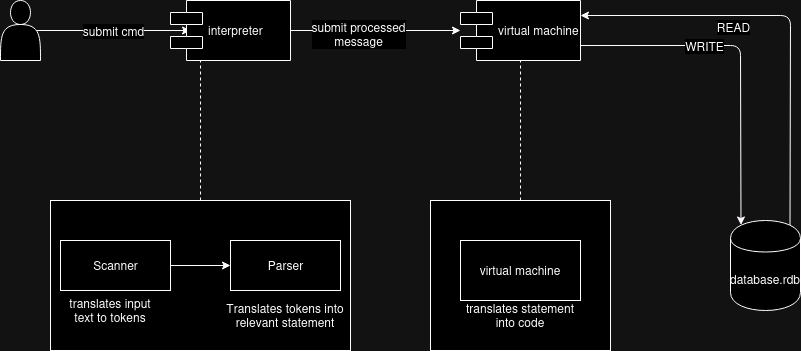 submit cmd
interpreter
submit processed
message
virtual machine
READ
WRITE
Scanner
translates input
text to tokens
Parser
Translates tokens into
relevant statement
virtual machine
translates statement
into code
database.rdb